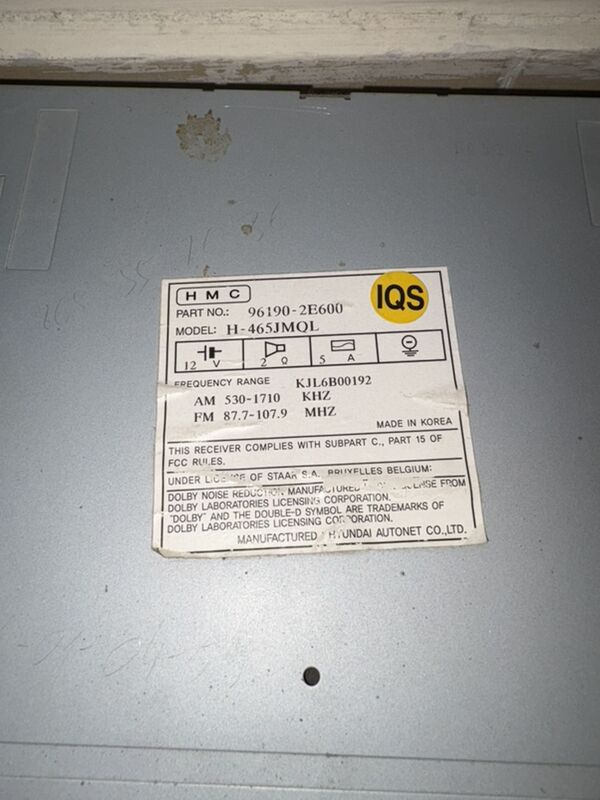 HMC
IQS
PART NO.: 96190-2E600
MODEL: H-465JMQL
12 V 2 Ω 5 A
FREQUENCY RANGE KJL6B00192
AM 530-1710 KHZ
FM 87.7-107.9 MHZ
MADE IN KOREA
THIS RECEIVER COMPLIES WITH SUBPART C., PART 15 OF
FCC RULES.
UNDER OF STAAR S.A. BRUXELLES BELGIUM:
DOLBY NOISE REDUCTION FROM
DOLBY LABORATORIES LICENSING CORPORATION.
"DOLBY" AND THE DOUBLE-D SYMBOL ARE TRADEMARKS OF
DOLBY LABORATORIES LICENSING CORPORATION.
MANUFACTURED HYUNDAI AUTONET CO.,LTD.